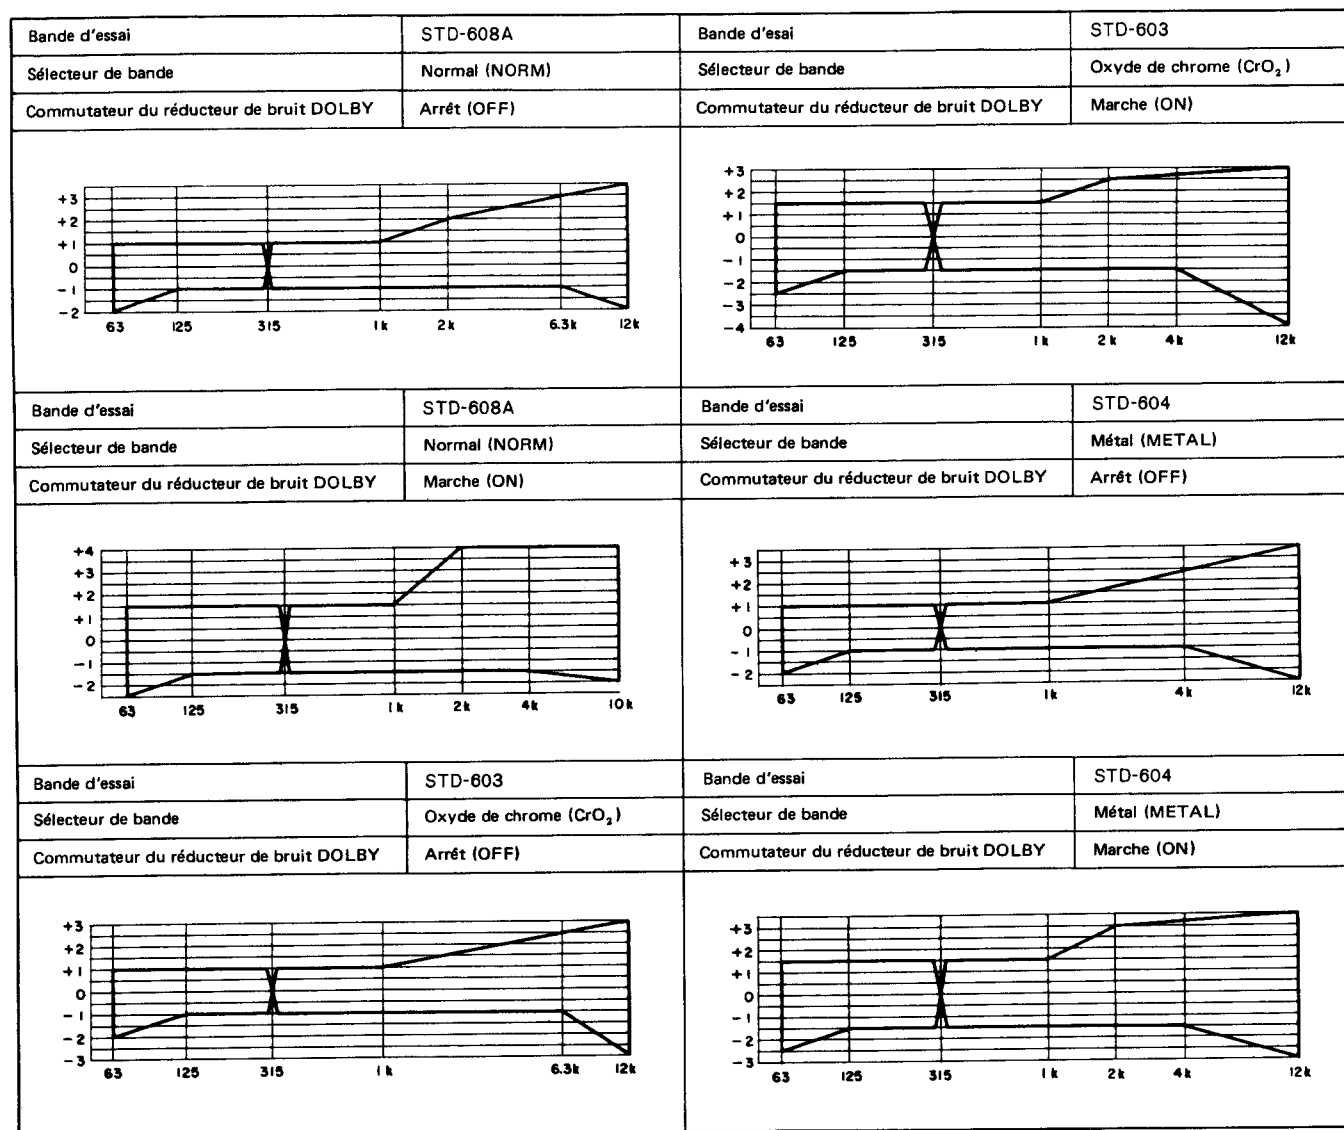 Bande d'essai STD-608A
Sélecteur de bande Normal (NORM)
Commutateur du réducteur de bruit DOLBY Arrêt (OFF)
+3
+2
+1
0
-1
-2
63 125 315 1k 2k 6.3k 12k
Bande d'esai STD-603
Sélecteur de bande Oxyde de chrome (CrO₂)
Commutateur du réducteur de bruit DOLBY Marche (ON)
+3
+2
+1
0
-1
-2
-3
-4
63 125 315 1k 2k 4k 12k
Bande d'essai STD-608A
Sélecteur de bande Normal (NORM)
Commutateur du réducteur de bruit DOLBY Marche (ON)
+4
+3
+2
+1
0
-1
-2
63 125 315 1k 2k 4k 10k
Bande d'essai STD-604
Sélecteur de bande Métal (METAL)
Commutateur du réducteur de bruit DOLBY Arrêt (OFF)
+3
+2
+1
0
-1
-2
63 125 315 1k 4k 12k
Bande d'essai STD-603
Sélecteur de bande Oxyde de chrome (CrO₂)
Commutateur du réducteur de bruit DOLBY Arrêt (OFF)
+3
+2
+1
0
-1
-2
-3
63 125 315 1k 6.3k 12k
Bande d'essai STD-604
Sélecteur de bande Métal (METAL)
Commutateur du réducteur de bruit DOLBY Marche (ON)
+3
+2
+1
0
-1
-2
-3
63 125 315 1k 2k 4k 12k